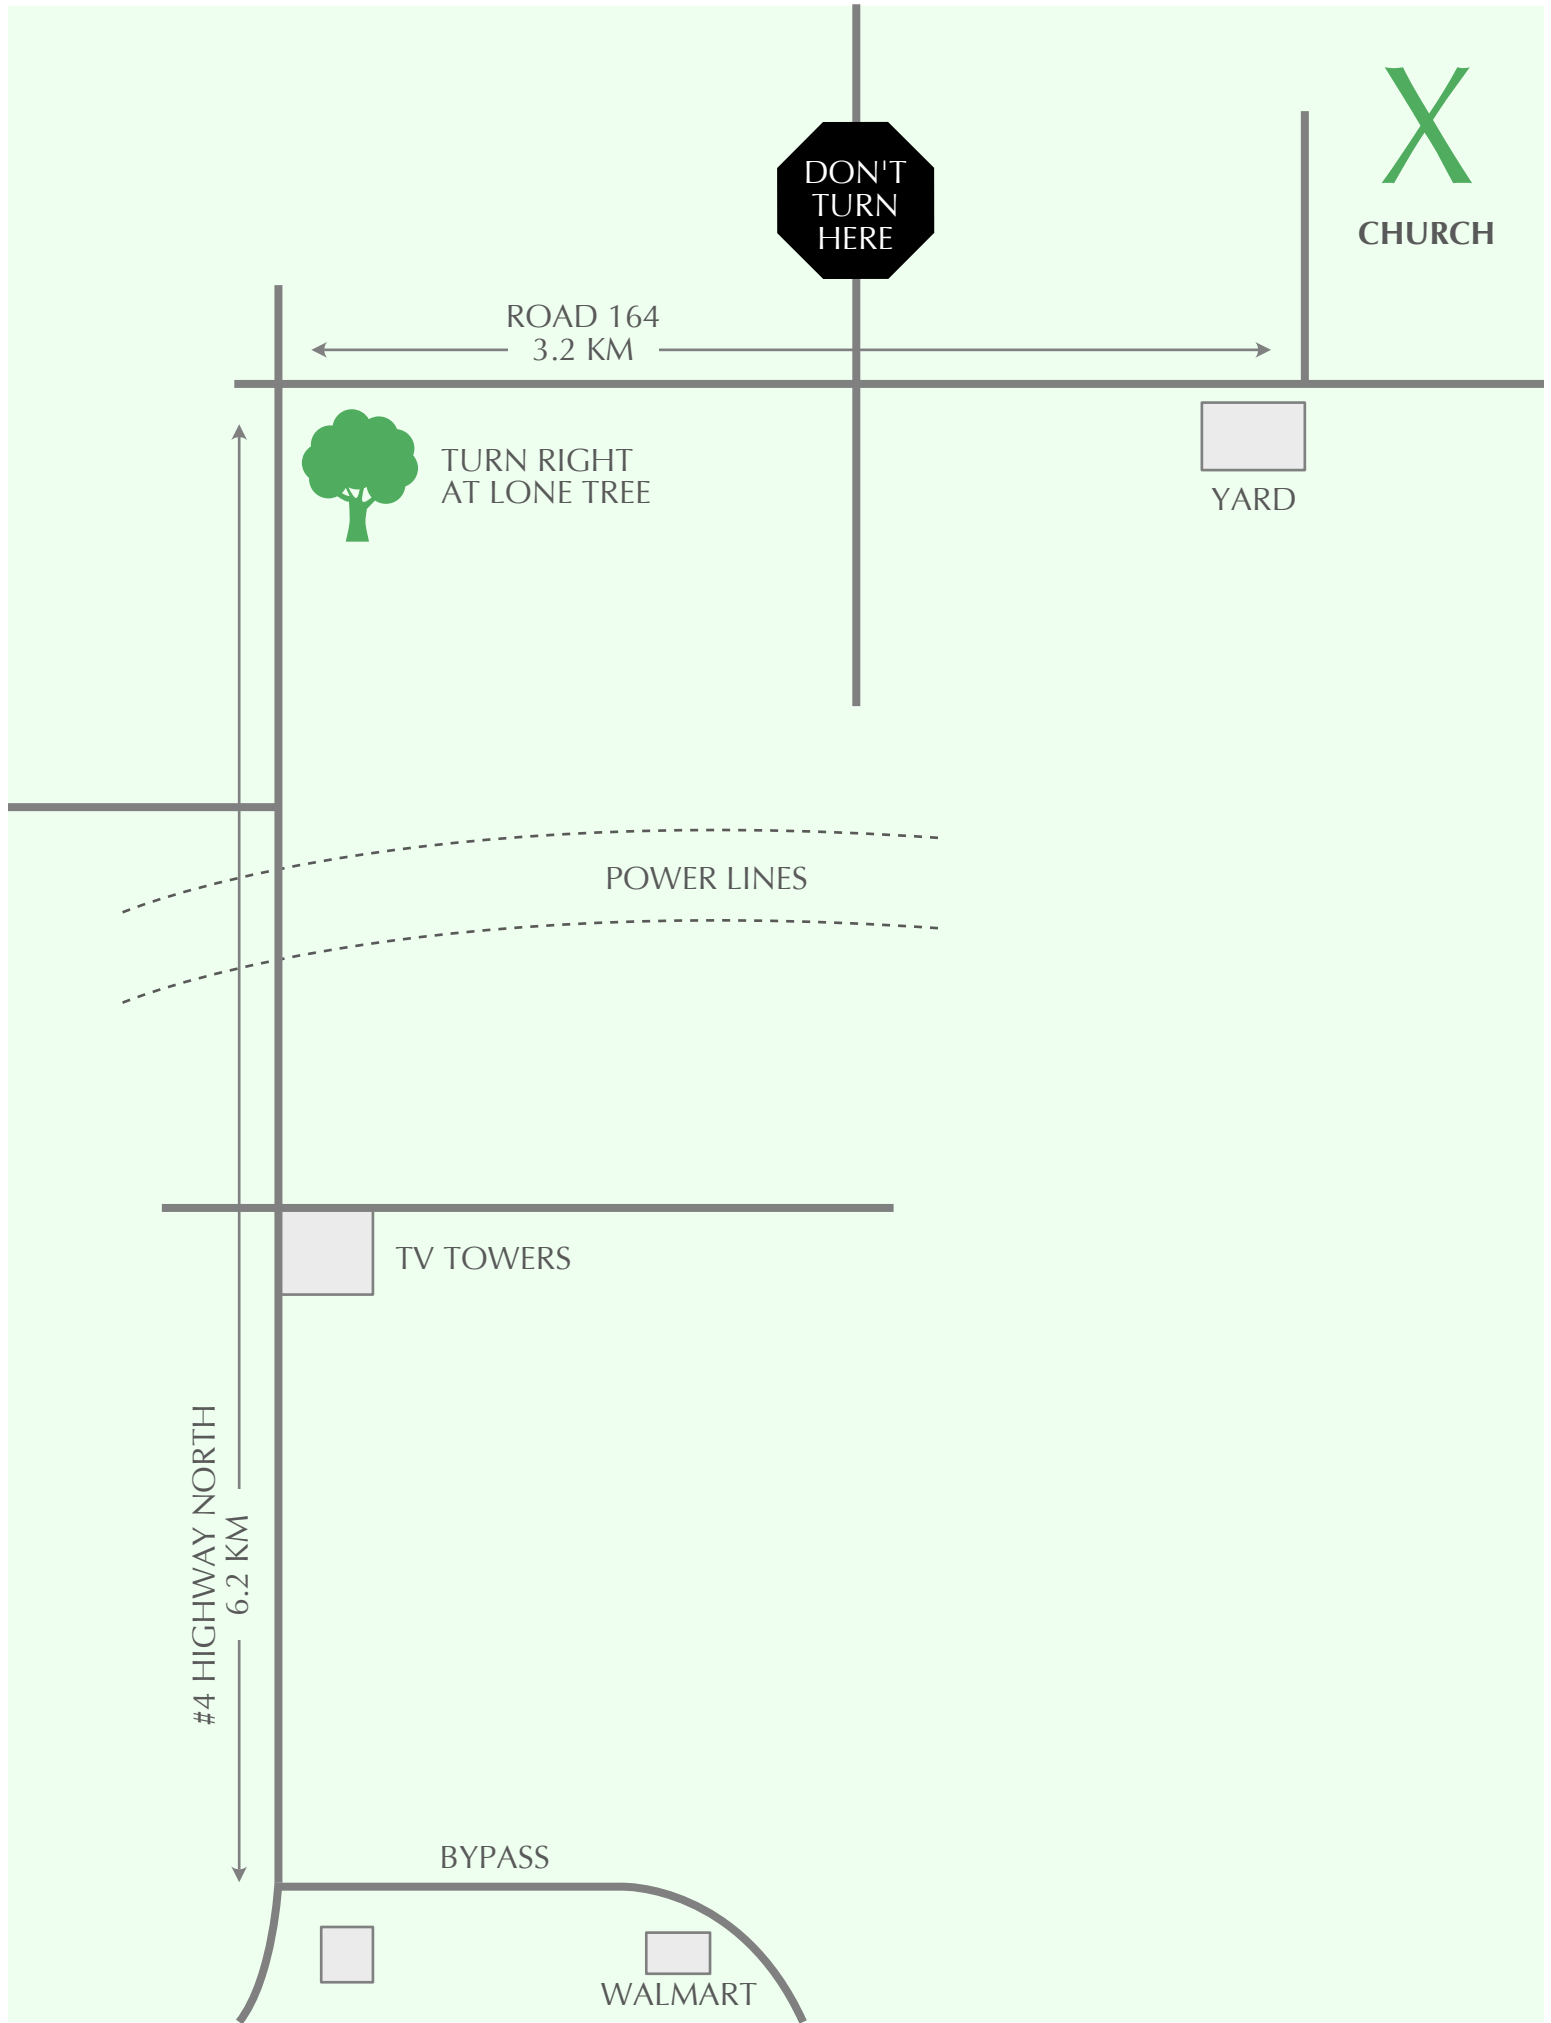 DON'T
TURN
HERE
X
CHURCH
ROAD 164
3.2 KM
TURN RIGHT
AT LONE TREE
YARD
POWER LINES
TV TOWERS
#4 HIGHWAY NORTH
6.2 KM
BYPASS
WALMART